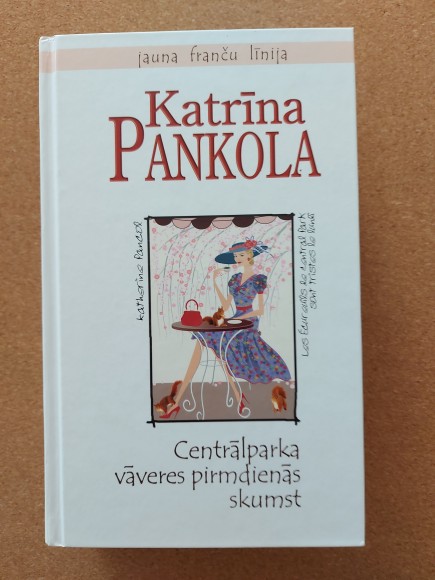 jauna franču līnija
Katrīna
PANKOLA
Katherine Pancol
Les Écureuils de Central Park
sont tristes le lundi
Centrālparka
vāveres pirmdienās
skumst